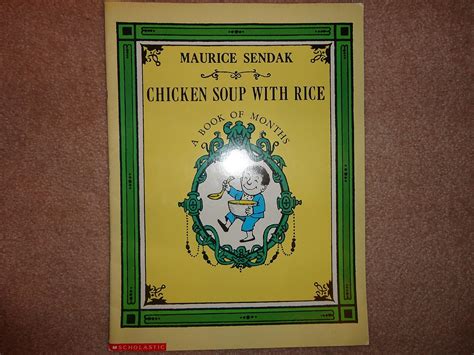 MAURICE SENDAK
CHICKEN SOUP WITH RICE
A BOOK OF MONTHS
SCHOLASTIC